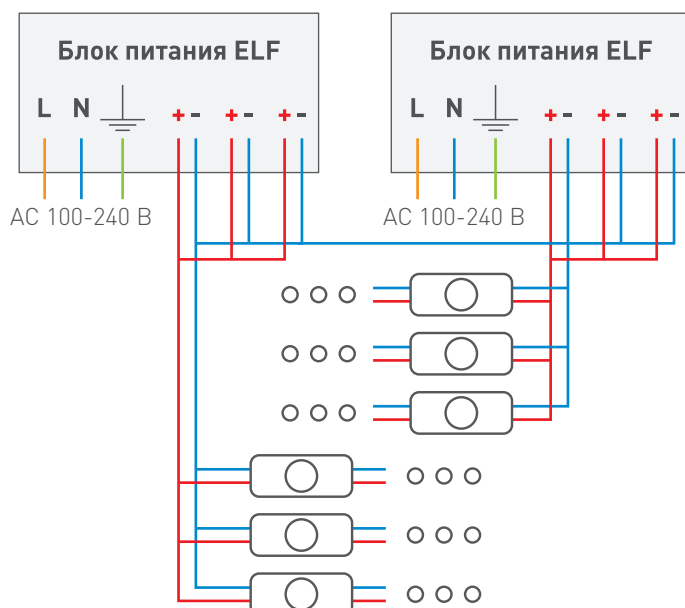 Блок питания ELF
L N + - + - + -
AC 100-240 В
Блок питания ELF
L N + - + - + -
AC 100-240 В